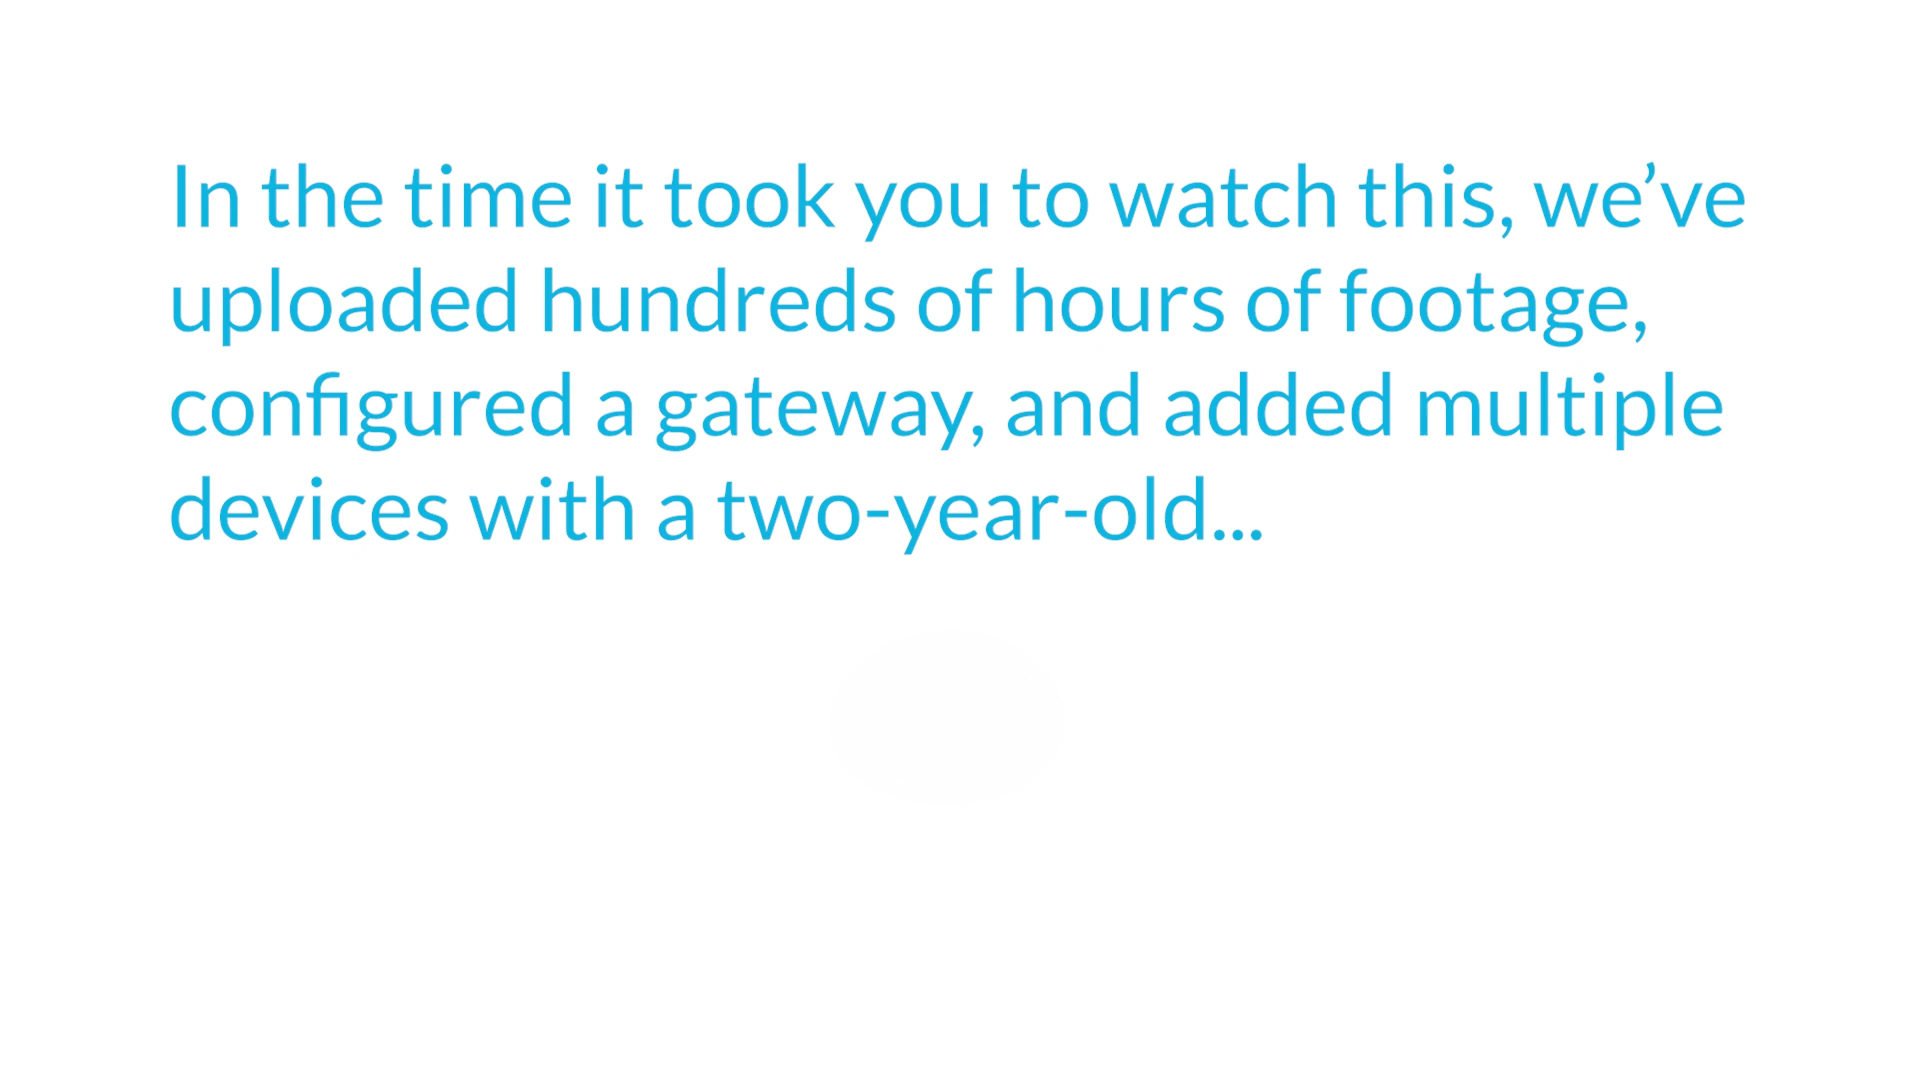 In the time it took you to watch this, we’ve
uploaded hundreds of hours of footage,
configured a gateway, and added multiple
devices with a two-year-old...